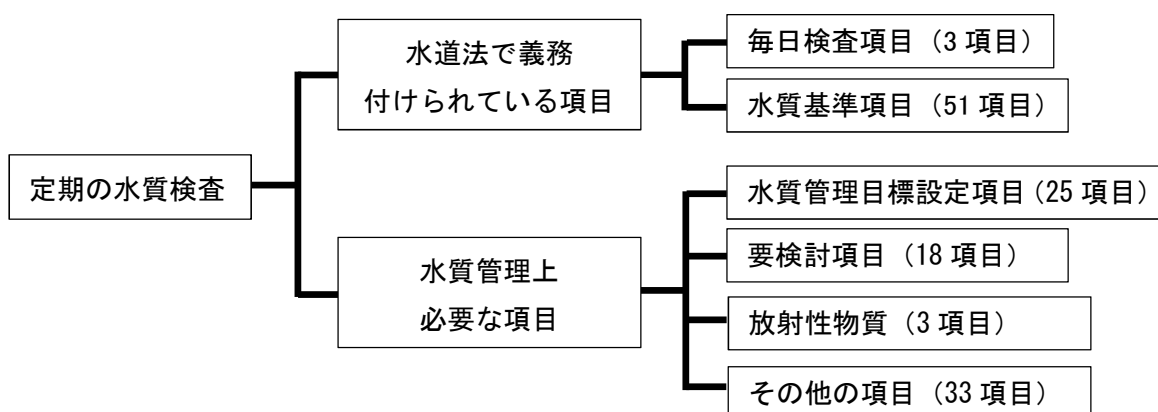 定期の水質検査
水道法で義務
付けられている項目
毎日検査項目（3 項目）
水質基準項目（51 項目）
水質管理上
必要な項目
水質管理目標設定項目（25 項目）
要検討項目（18 項目）
放射性物質（3 項目）
その他の項目（33 項目）